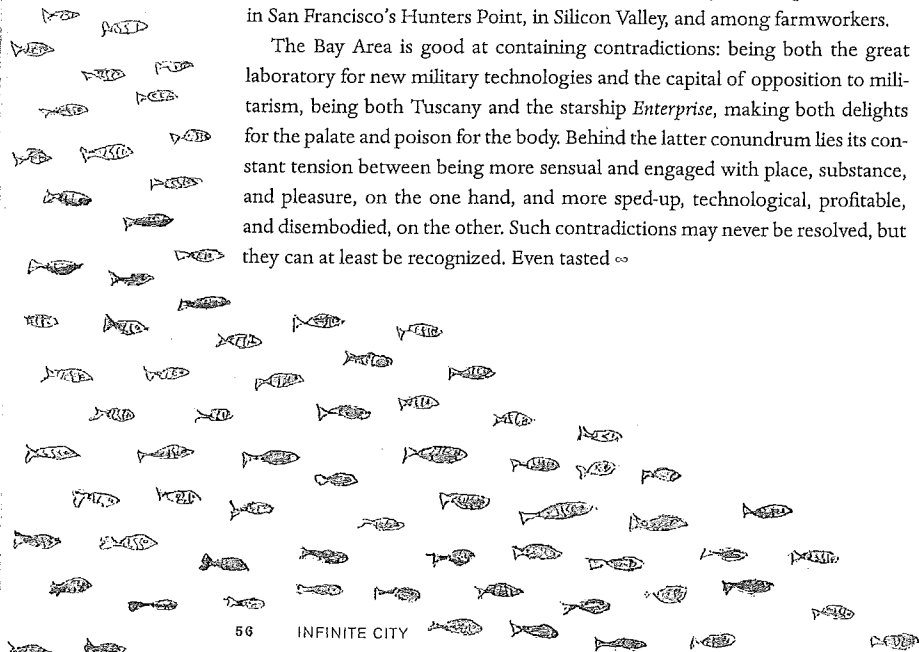 in San Francisco's Hunters Point, in Silicon Valley, and among farmworkers.
The Bay Area is good at containing contradictions: being both the great
laboratory for new military technologies and the capital of opposition to mili-
tarism, being both Tuscany and the starship Enterprise, making both delights
for the palate and poison for the body. Behind the latter conundrum lies its con-
stant tension between being more sensual and engaged with place, substance,
and pleasure, on the one hand, and more sped-up, technological, profitable,
and disembodied, on the other. Such contradictions may never be resolved, but
they can at least be recognized. Even tasted ∞
56 INFINITE CITY